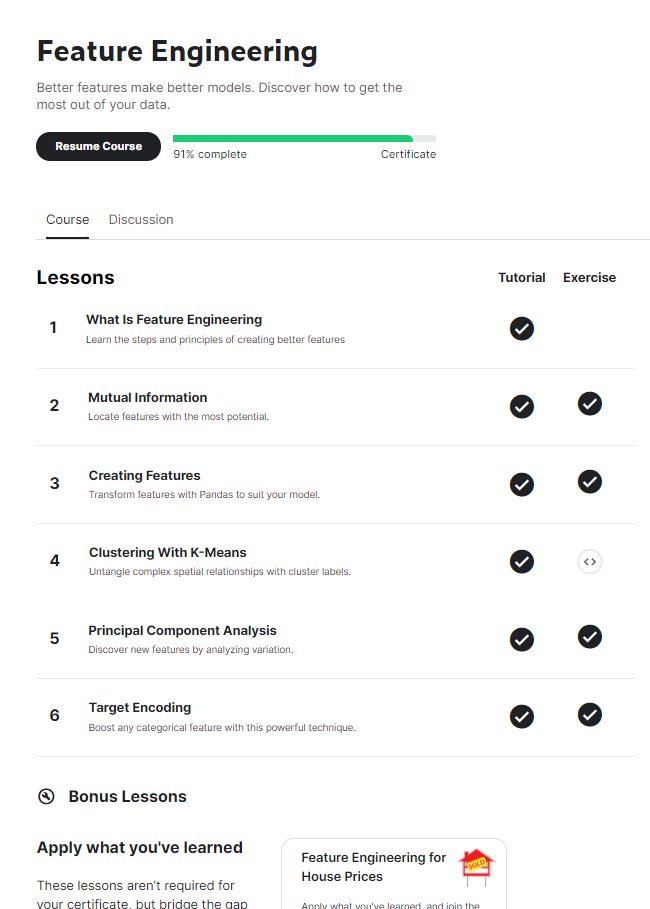 Feature Engineering
Better features make better models. Discover how to get the
most out of your data.
Resume Course
91% complete
Certificate
Course
Discussion
Lessons
Tutorial
Exercise
1
What Is Feature Engineering
Learn the steps and principles of creating better features
2
Mutual Information
Locate features with the most potential.
3
Creating Features
Transform features with Pandas to suit your model.
4
Clustering With K-Means
Untangle complex spatial relationships with cluster labels.
5
Principal Component Analysis
Discover new features by analyzing variation.
6
Target Encoding
Boost any categorical feature with this powerful technique.
Bonus Lessons
Apply what you've learned
These lessons aren't required for
your certificate, but bridge the gap
Feature Engineering for
House Prices
SOLD
Apply what you've learned, and join the